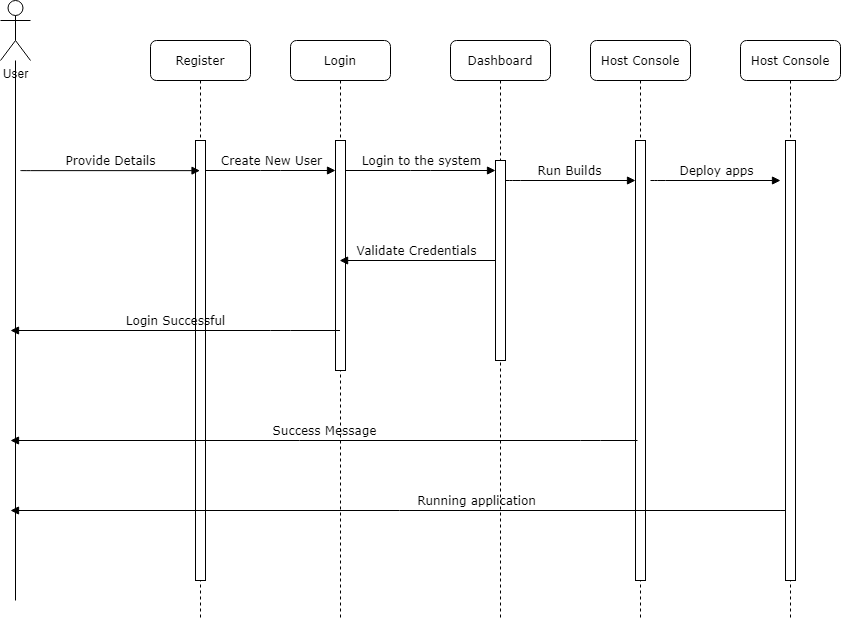 Register
Login
Dashboard
Host Console
Host Console
User
Provide Details
Create New User
Login to the system
Run Builds
Deploy apps
Validate Credentials
Login Successful
Success Message
Running application